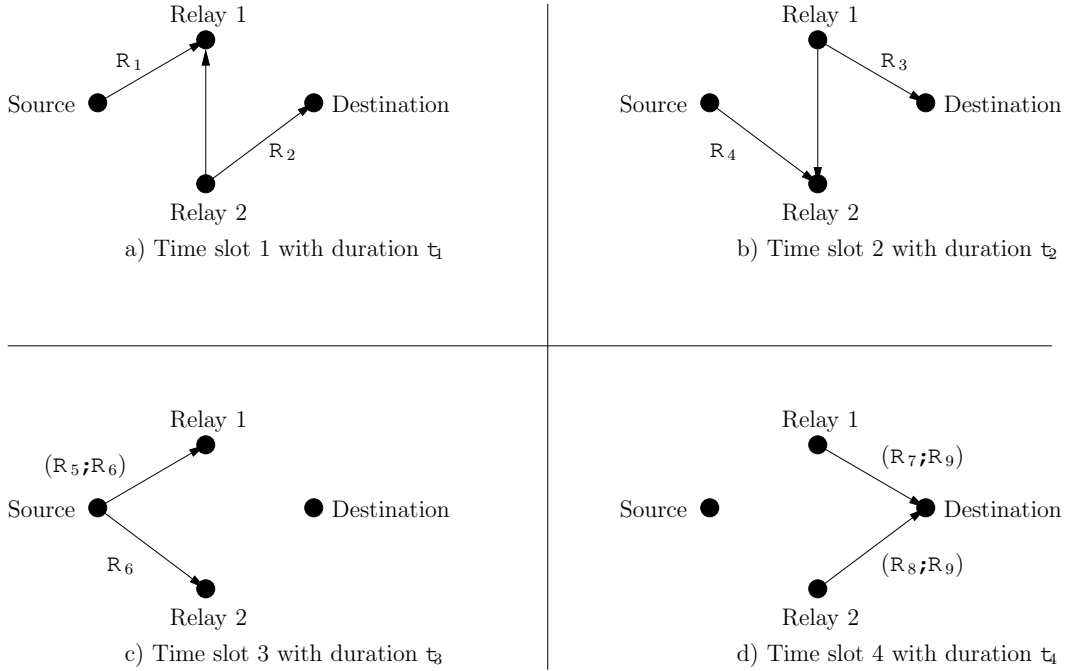 Relay 1
R1
Source
Destination
R2
Relay 2
a) Time slot 1 with duration t1
Relay 1
R3
Source
Destination
R4
Relay 2
b) Time slot 2 with duration t2
Relay 1
(R5;R6)
Source
Destination
R6
Relay 2
c) Time slot 3 with duration t3
Relay 1
(R7;R9)
Source
Destination
(R8;R9)
Relay 2
d) Time slot 4 with duration t4